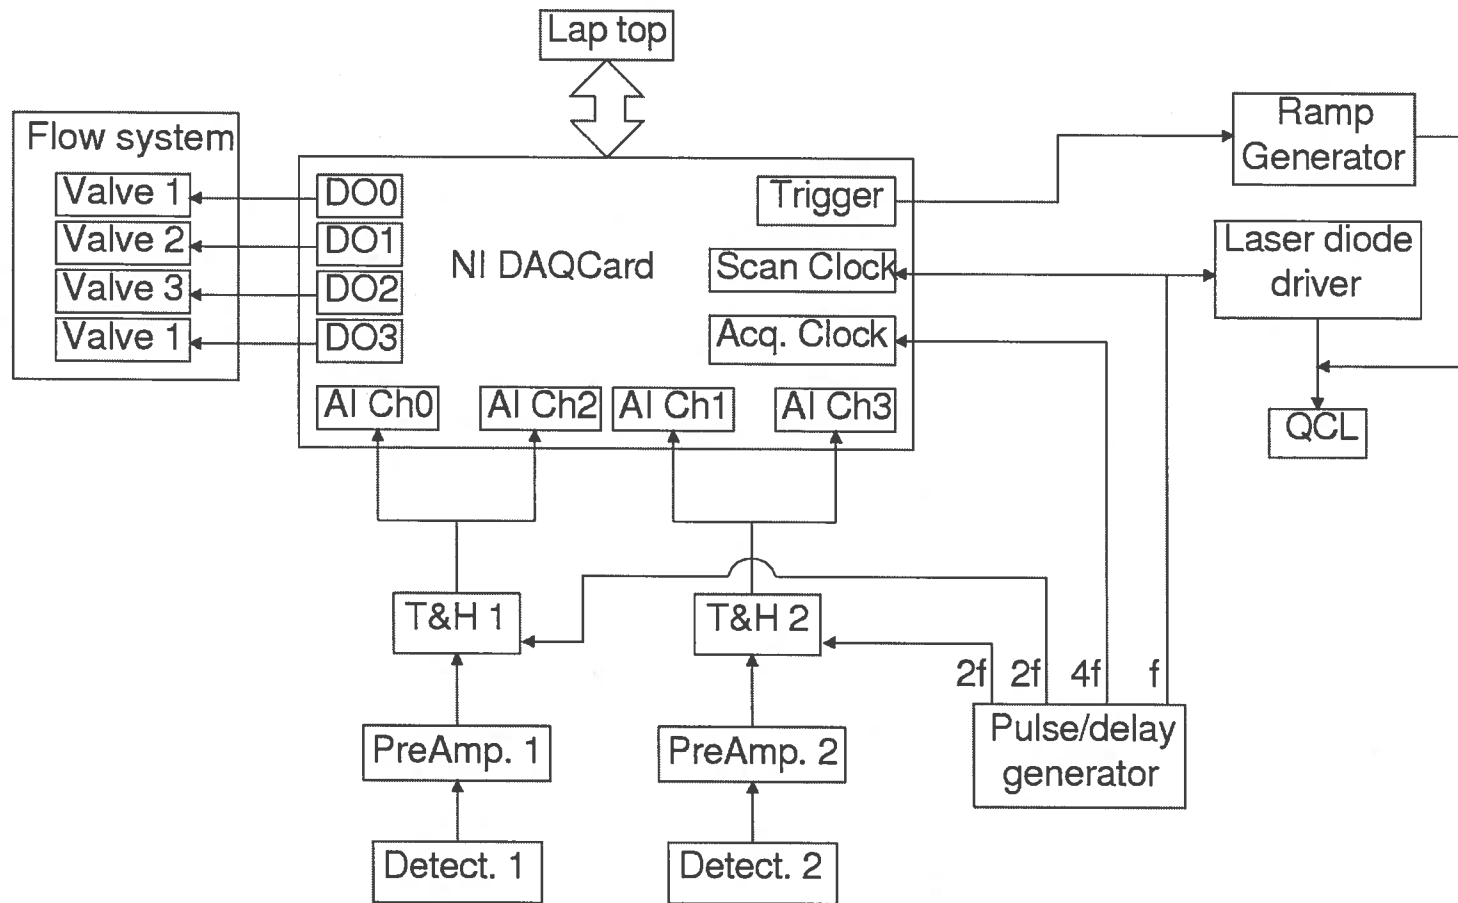 Lap top
Flow system
Valve 1
Valve 2
Valve 3
Valve 1
DO0
DO1
DO2
DO3
NI DAQCard
Trigger
Scan Clock
Acq. Clock
AI Ch0
AI Ch2
AI Ch1
AI Ch3
Ramp
Generator
Laser diode
driver
QCL
T&H 1
T&H 2
2f
2f
4f
f
PreAmp. 1
PreAmp. 2
Pulse/delay
generator
Detect. 1
Detect. 2